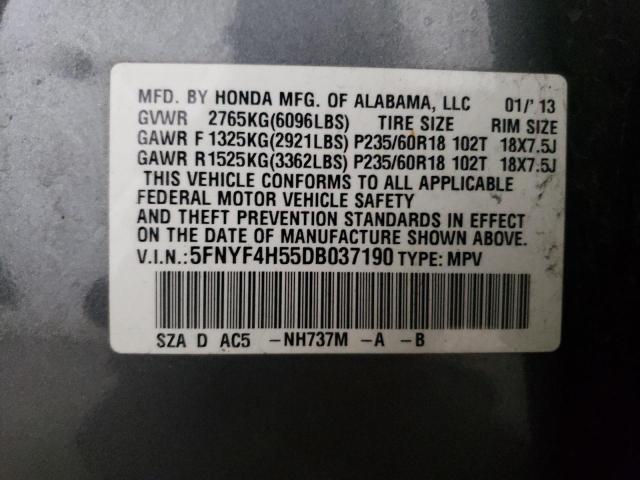 MFD. BY HONDA MFG. OF ALABAMA, LLC 01/' 13
GVWR 2765KG(6096LBS) TIRE SIZE RIM SIZE
GAWR F 1325KG(2921LBS) P235/60R18 102T 18X7.5J
GAWR R 1525KG(3362LBS) P235/60R18 102T 18X7.5J
THIS VEHICLE CONFORMS TO ALL APPLICABLE
FEDERAL MOTOR VEHICLE SAFETY
AND THEFT PREVENTION STANDARDS IN EFFECT
ON THE DATE OF MANUFACTURE SHOWN ABOVE.
V.I.N.: 5FNYF4H55DB037190 TYPE: MPV
SZA D AC5 –NH737M –A –B